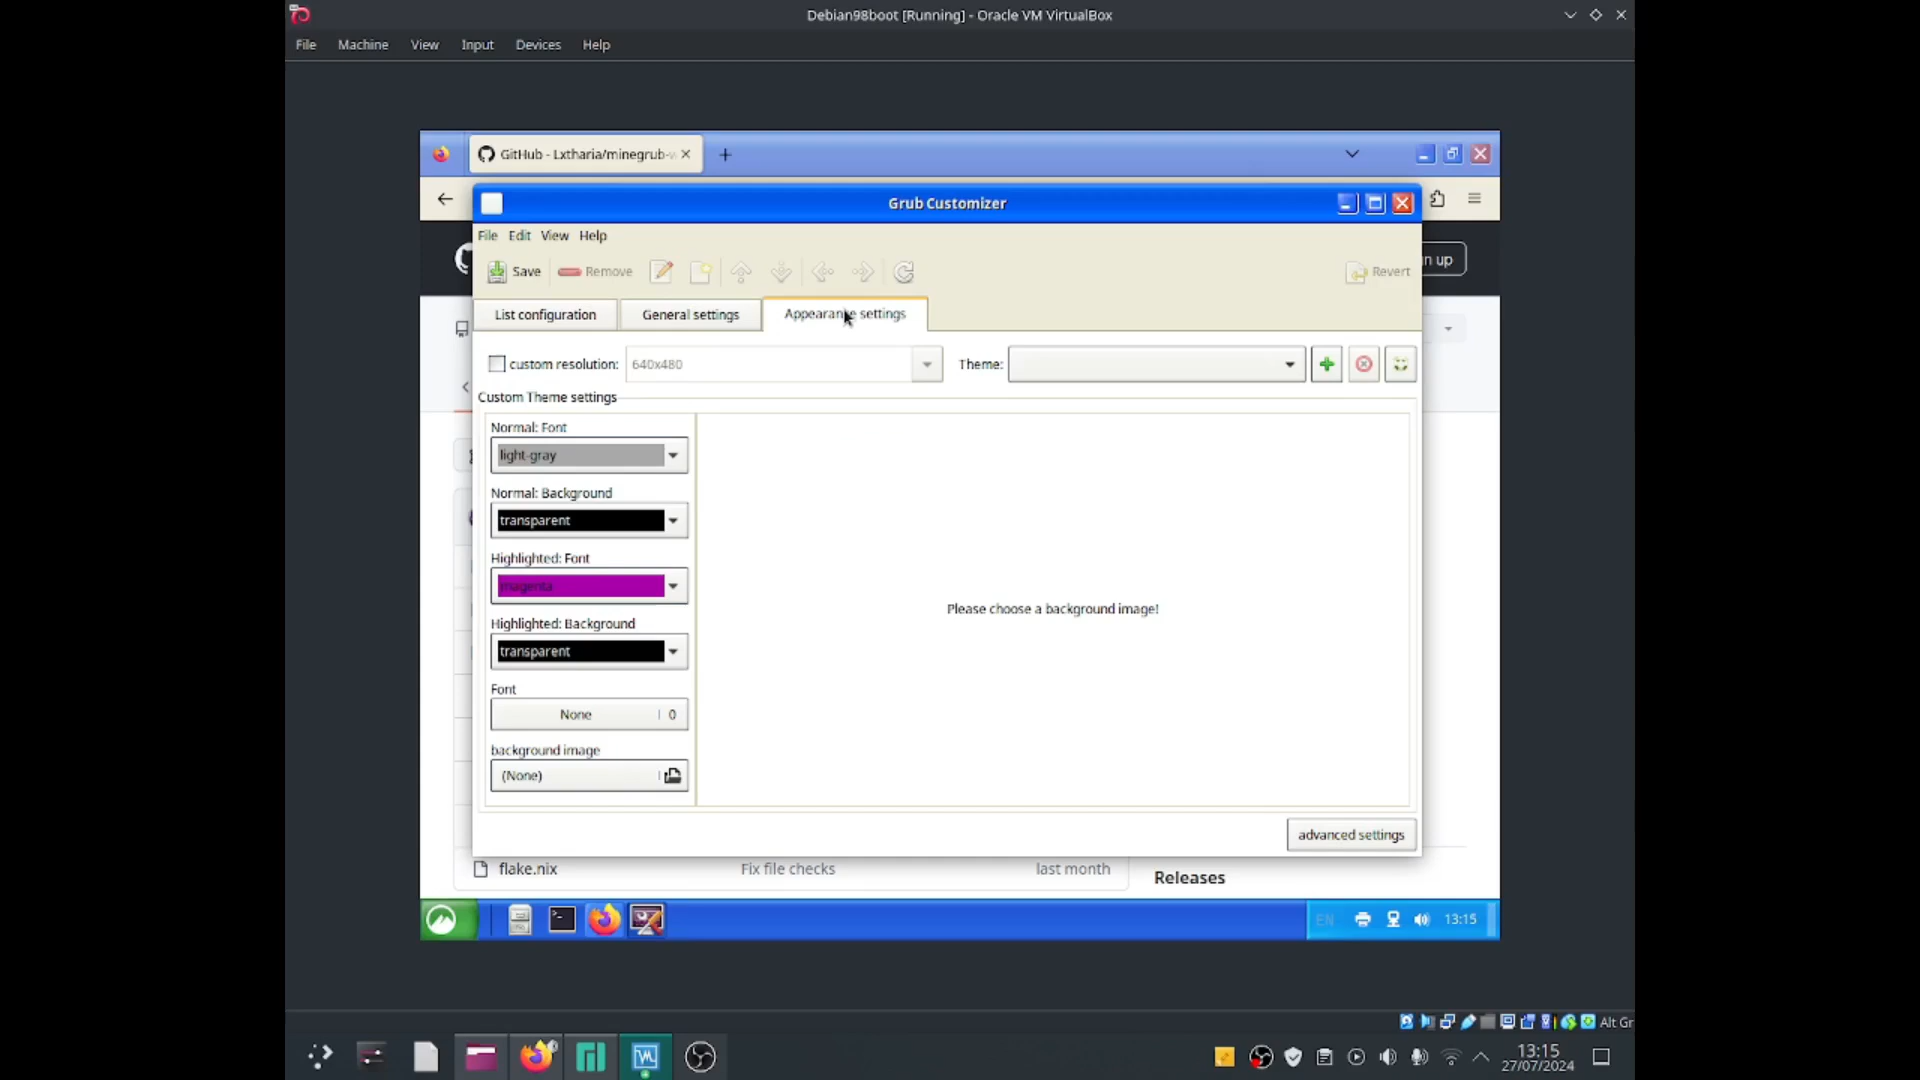 Debian98boot [Running] - Oracle VM VirtualBox
File Machine View Input Devices Help
GitHub - Lxtharia/minegrub-
Grub Customizer
File Edit View Help
Save Remove Revert
n up
List configuration General settings Appearance settings
custom resolution: 640x480 Theme:
Custom Theme settings
Normal: Font
light-gray
Normal: Background
transparent
Highlighted: Font
magenta
Highlighted: Background
transparent
Font
None 0
background image
(None)
Please choose a background image!
advanced settings
flake.nix Fix file checks last month
Releases
EN 13:15
Alt Gr
13:15
27/07/2024